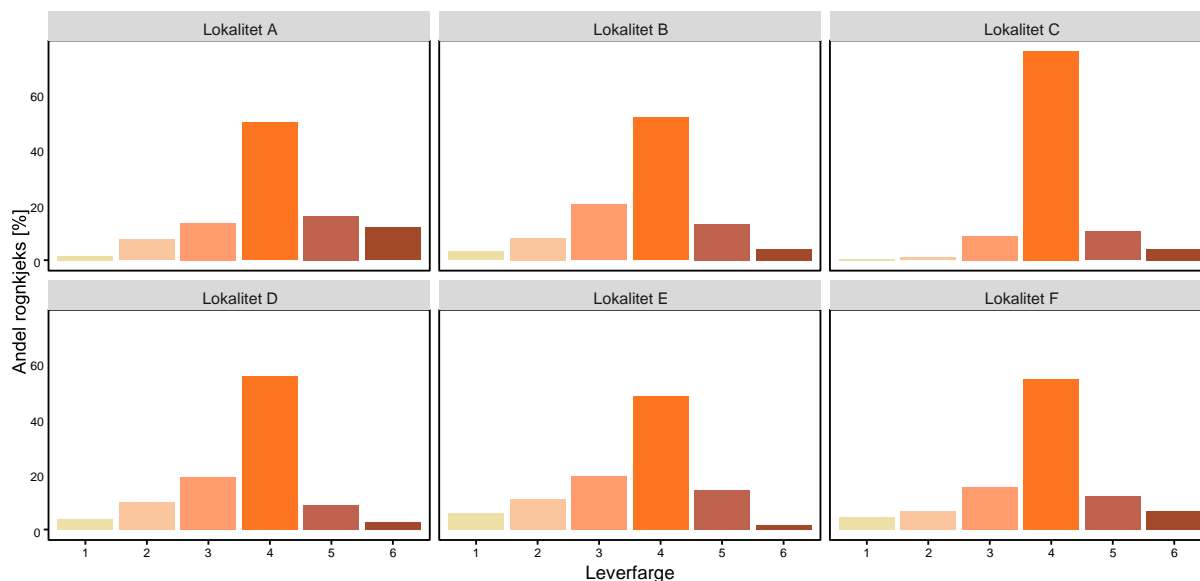 Lokalitet A
Lokalitet B
Lokalitet C
60
40
20
0
Lokalitet D
Lokalitet E
Lokalitet F
60
40
20
0
1 2 3 4 5 6
1 2 3 4 5 6
1 2 3 4 5 6
Andel rognkjeks [%]
Leverfarge